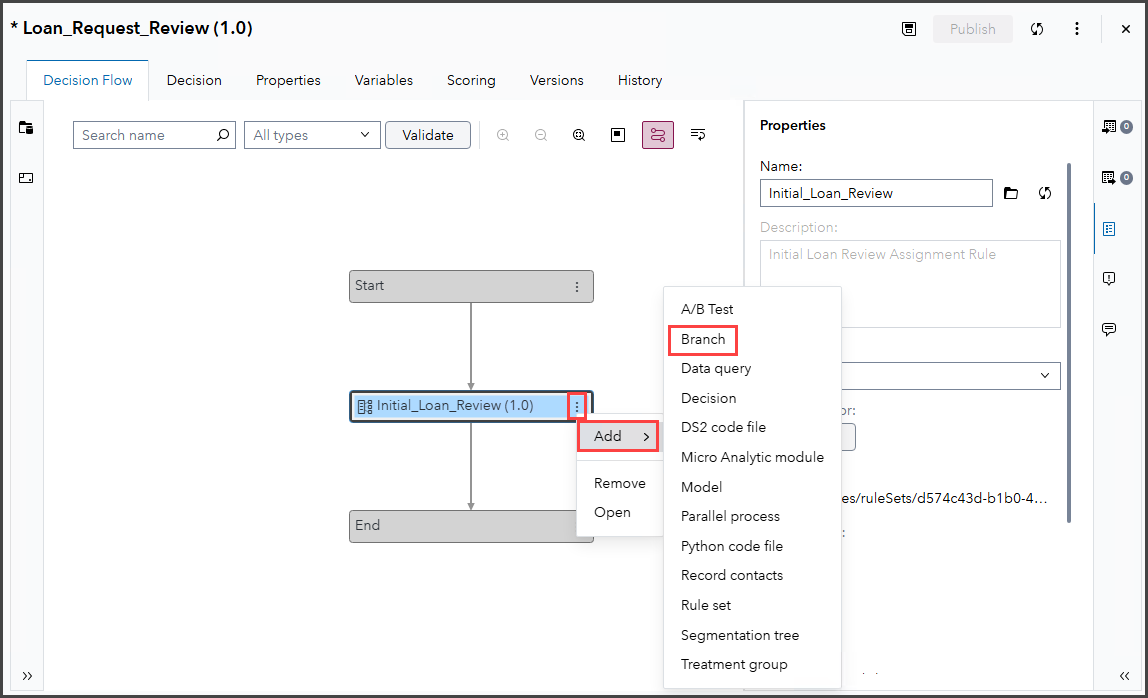 * Loan_Request_Review (1.0)
Publish
Decision Flow
Decision
Properties
Variables
Scoring
Versions
History
Search name
All types
Validate
Start
Initial_Loan_Review (1.0)
End
Add
Remove
Open
A/B Test
Branch
Data query
Decision
DS2 code file
Micro Analytic module
Model
Parallel process
Python code file
Record contacts
Rule set
Segmentation tree
Treatment group
Properties
Name:
Initial_Loan_Review
Description:
Initial Loan Review Assignment Rule
or:
es/ruleSets/d574c43d-b1b0-4...
:
0
0